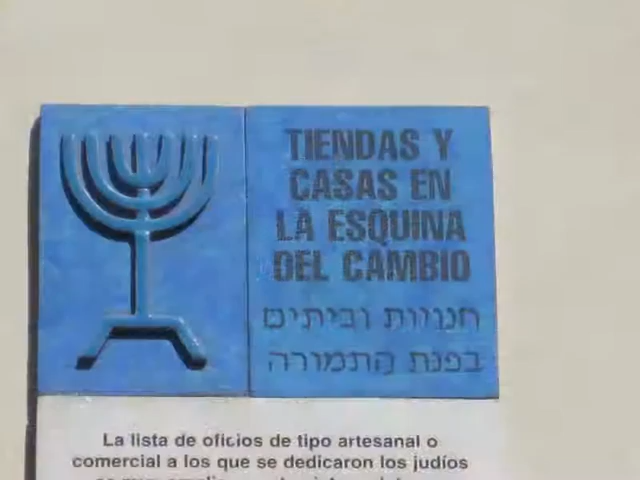 TIENDAS Y
CASAS EN
LA ESQUINA
DEL CAMBIO
חנויות וביתים
בפנת התמורה
La lista de oficios de tipo artesanal o
comercial a los que se dedicaron los judíos